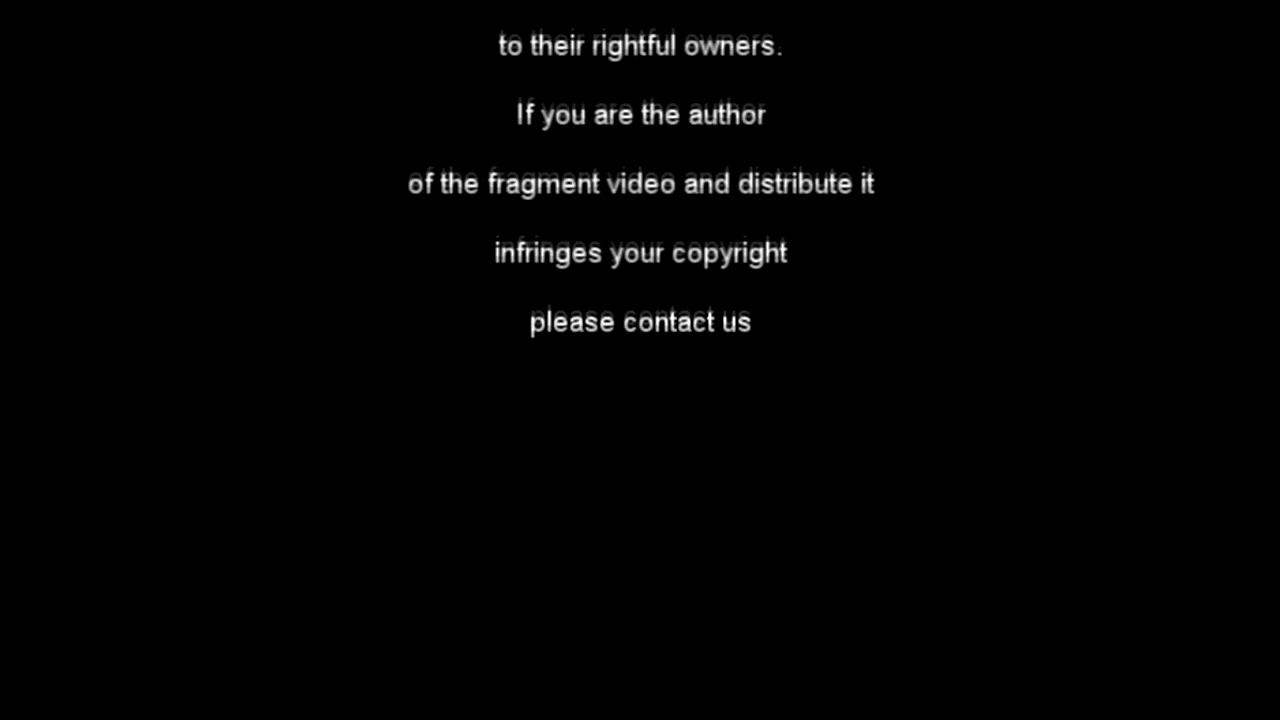 to their rightful owners.
If you are the author
of the fragment video and distribute it
infringes your copyright
please contact us